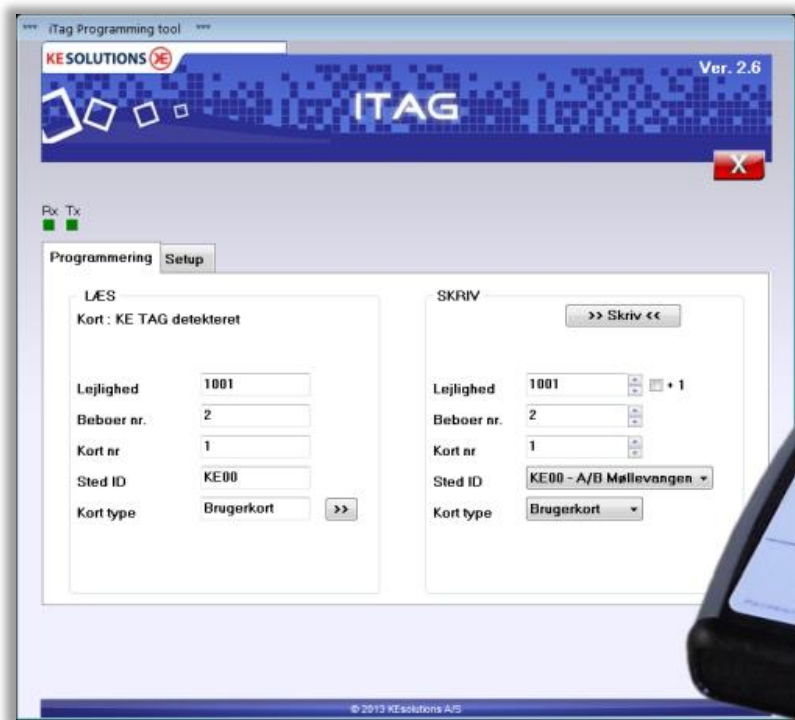 *** iTag Programming tool ***
KESOLUTIONS KE
Ver. 2.6
ITAG
X
Rx Tx
Programmering Setup
LÆS
Kort : KE TAG detekteret
Lejlighed 1001
Beboer nr. 2
Kort nr 1
Sted ID KE00
Kort type Brugerkort >>
SKRIV
>> Skriv <<
Lejlighed 1001 + 1
Beboer nr. 2
Kort nr 1
Sted ID KE00 - A/B Møllevangen
Kort type Brugerkort
© 2013 KEsolutions A/S